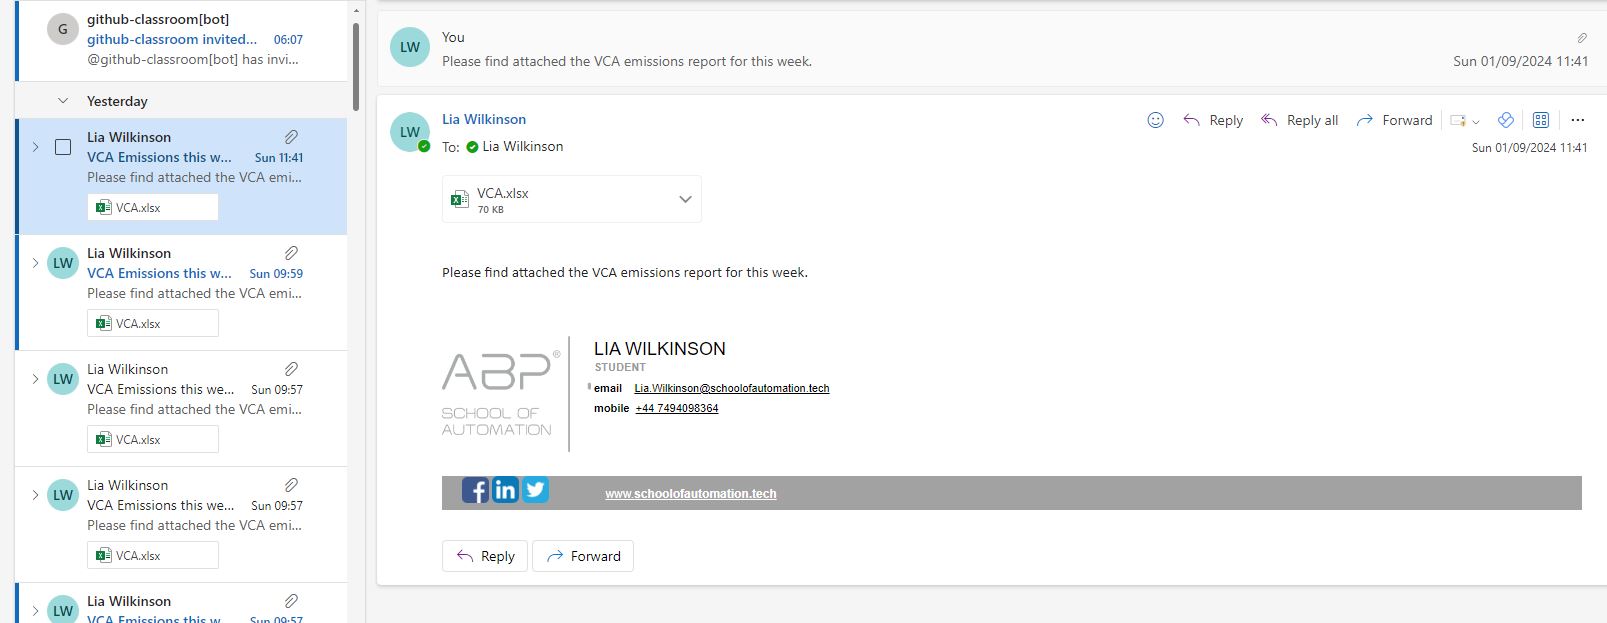 G
github-classroom[bot]
github-classroom invited... 06:07
@github-classroom[bot] has invi...
Yesterday
Lia Wilkinson
VCA Emissions this w... Sun 11:41
Please find attached the VCA emi...
VCA.xlsx
LW
Lia Wilkinson
VCA Emissions this w... Sun 09:59
Please find attached the VCA emi...
VCA.xlsx
LW
Lia Wilkinson
VCA Emissions this we... Sun 09:57
Please find attached the VCA emi...
VCA.xlsx
LW
Lia Wilkinson
VCA Emissions this we... Sun 09:57
Please find attached the VCA emi...
VCA.xlsx
LW
Lia Wilkinson
VCA Emissions this w... Sun 09:57
LW
You
Please find attached the VCA emissions report for this week.
Sun 01/09/2024 11:41
LW
Lia Wilkinson
Reply Reply all Forward
To: Lia Wilkinson
Sun 01/09/2024 11:41
VCA.xlsx
70 KB
Please find attached the VCA emissions report for this week.
ABP®
SCHOOL OF
AUTOMATION
LIA WILKINSON
STUDENT
email Lia.Wilkinson@schoolofautomation.tech
mobile +44 7494098364
f in
www.schoolofautomation.tech
Reply Forward